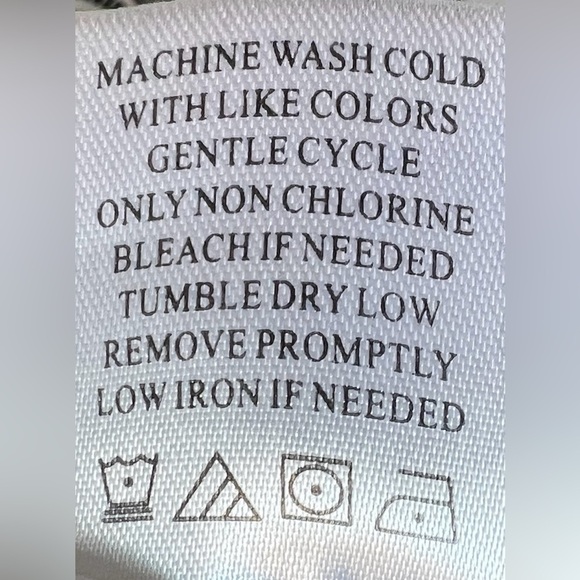 MACHINE WASH COLD
WITH LIKE COLORS
GENTLE CYCLE
ONLY NON CHLORINE
BLEACH IF NEEDED
TUMBLE DRY LOW
REMOVE PROMPTLY
LOW IRON IF NEEDED